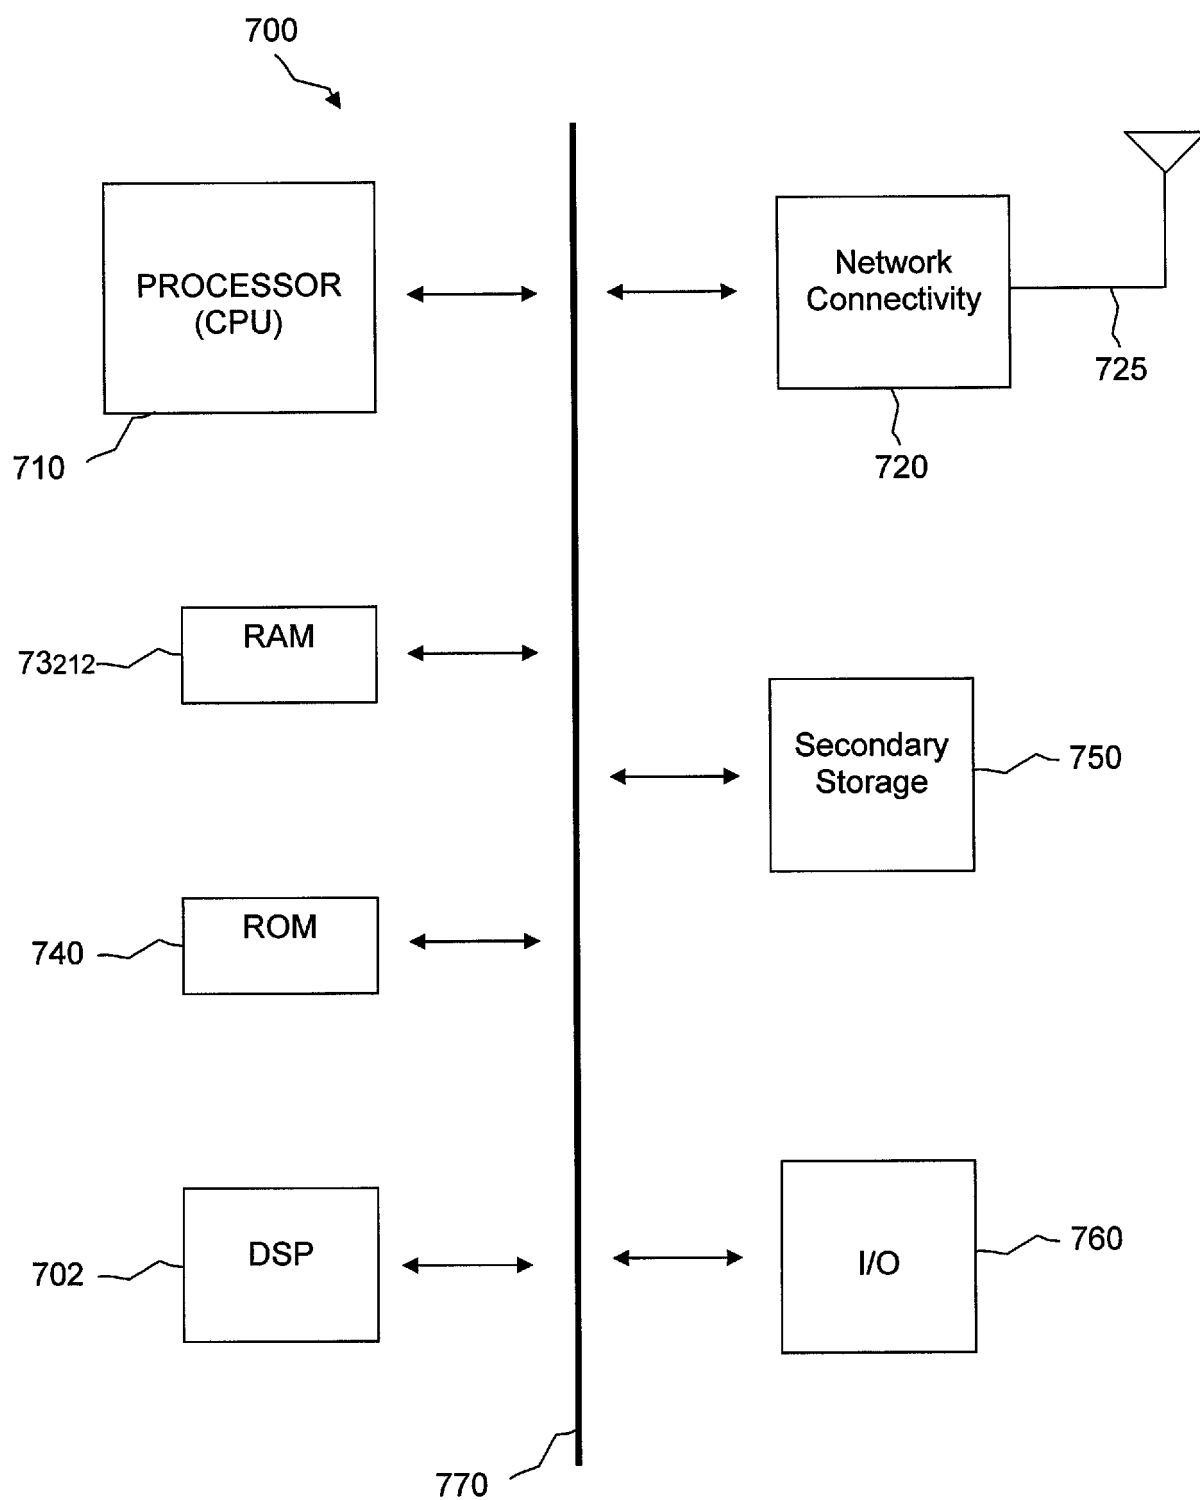 700
PROCESSOR
(CPU)
710
Network
Connectivity
725
720
RAM
73212
Secondary
Storage
750
ROM
740
DSP
702
I/O
760
770